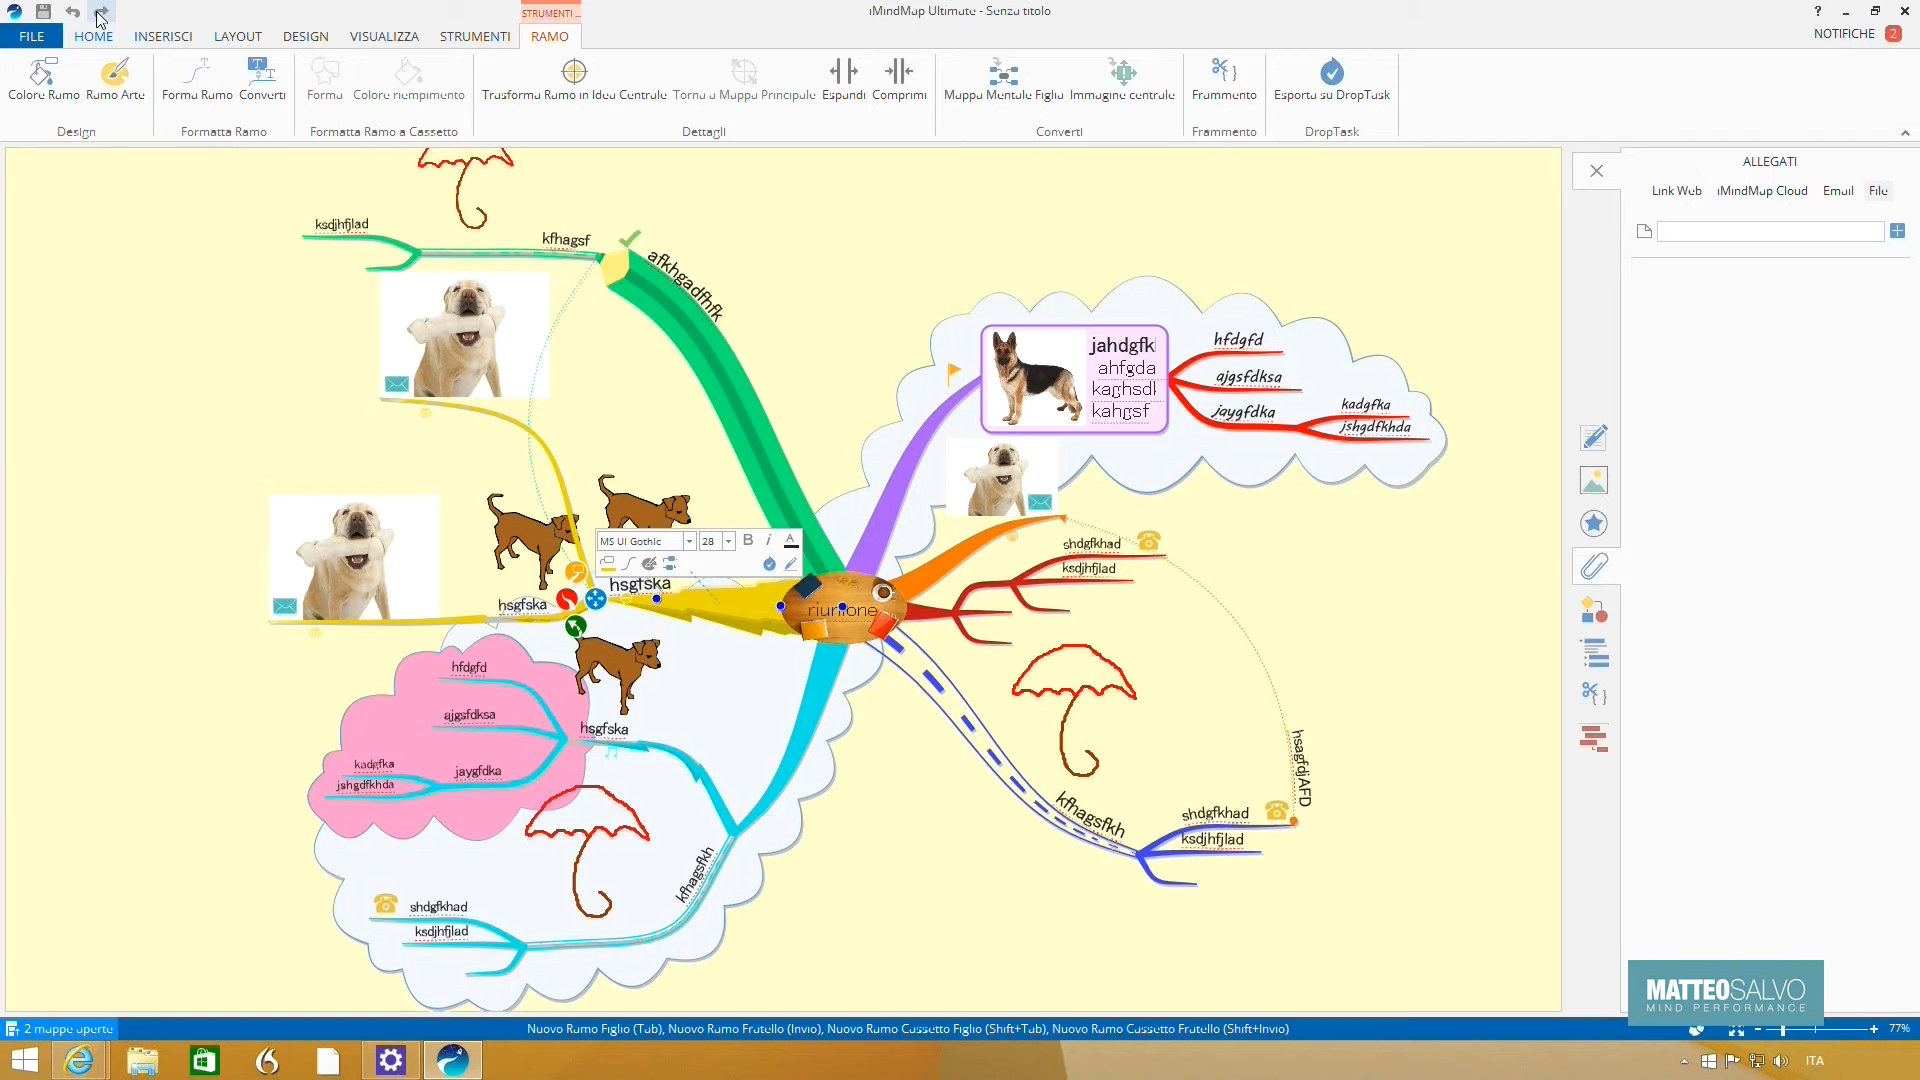 STRUMENTI ...
iMindMap Ultimate - Senza titolo
FILE
HOME
INSERISCI
LAYOUT
DESIGN
VISUALIZZA
STRUMENTI
RAMO
NOTIFICHE 2
Colore Ramo
Ramo Arte
Forma Ramo
Converti
Forma
Colore riempimento
Trasforma Ramo in Idea Centrale
Torna a Mappa Principale
Espandi
Comprimi
Mappa Mentale Figlia
Immagine centrale
Frammento
Esporta su DropTask
Design
Formatta Ramo
Formatta Ramo a Cassetto
Dettagli
Converti
Frammento
DropTask
ALLEGATI
Link Web
iMindMap Cloud
Email
File
ksdjhfjlad
kfhagsf
afkhgadfhfk
jahdgfk
ahfgda
kaghsdl
kahgsf
hfdgfd
ajgsfdksa
jaygfdka
kadgfka
jshgdfkhda
MS UI Gothic
28
B
i
A
hsgfska
hsgfska
riunione
shdgfkhad
ksdjhfjlad
hfdgfd
ajgsfdksa
kadgfka
jaygfdka
jshgdfkhda
hsgfska
kfhagsfkh
shdgfkhad
ksdjhfjlad
kfhagsfkh
shdgfkhad
ksdjhfjlad
hsagfdjAFD
MATTEOSALVO
MIND PERFORMANCE
2 mappe aperte
Nuovo Ramo Figlio (Tab), Nuovo Ramo Fratello (Invio), Nuovo Ramo Cassetto Figlio (Shift+Tab), Nuovo Ramo Cassetto Fratello (Shift+Invio)
77%
ITA